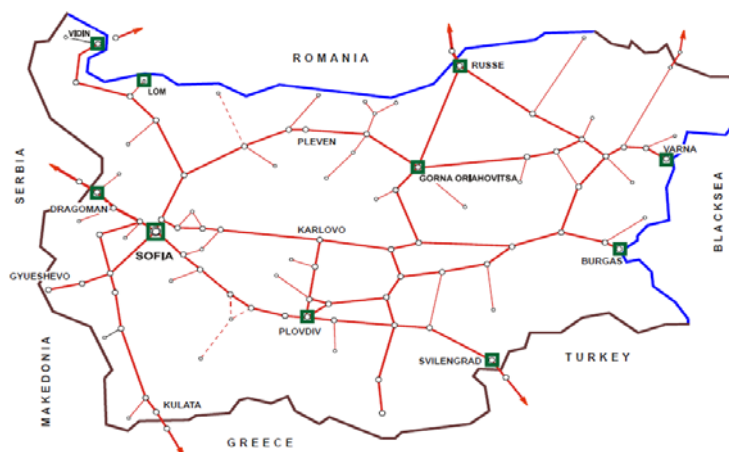 VIDIN
ROMANIA
RUSSE
LOM
PLEVEN
VARNA
SERBIA
GORNA ORJAHOVITSA
DRAGOMAN
BLACKSEA
KARLOVO
SOFIA
BURGAS
GYUESHEVO
PLOVDIV
SVILENGRAD
TURKEY
MAKEDONIA
KULATA
GREECE